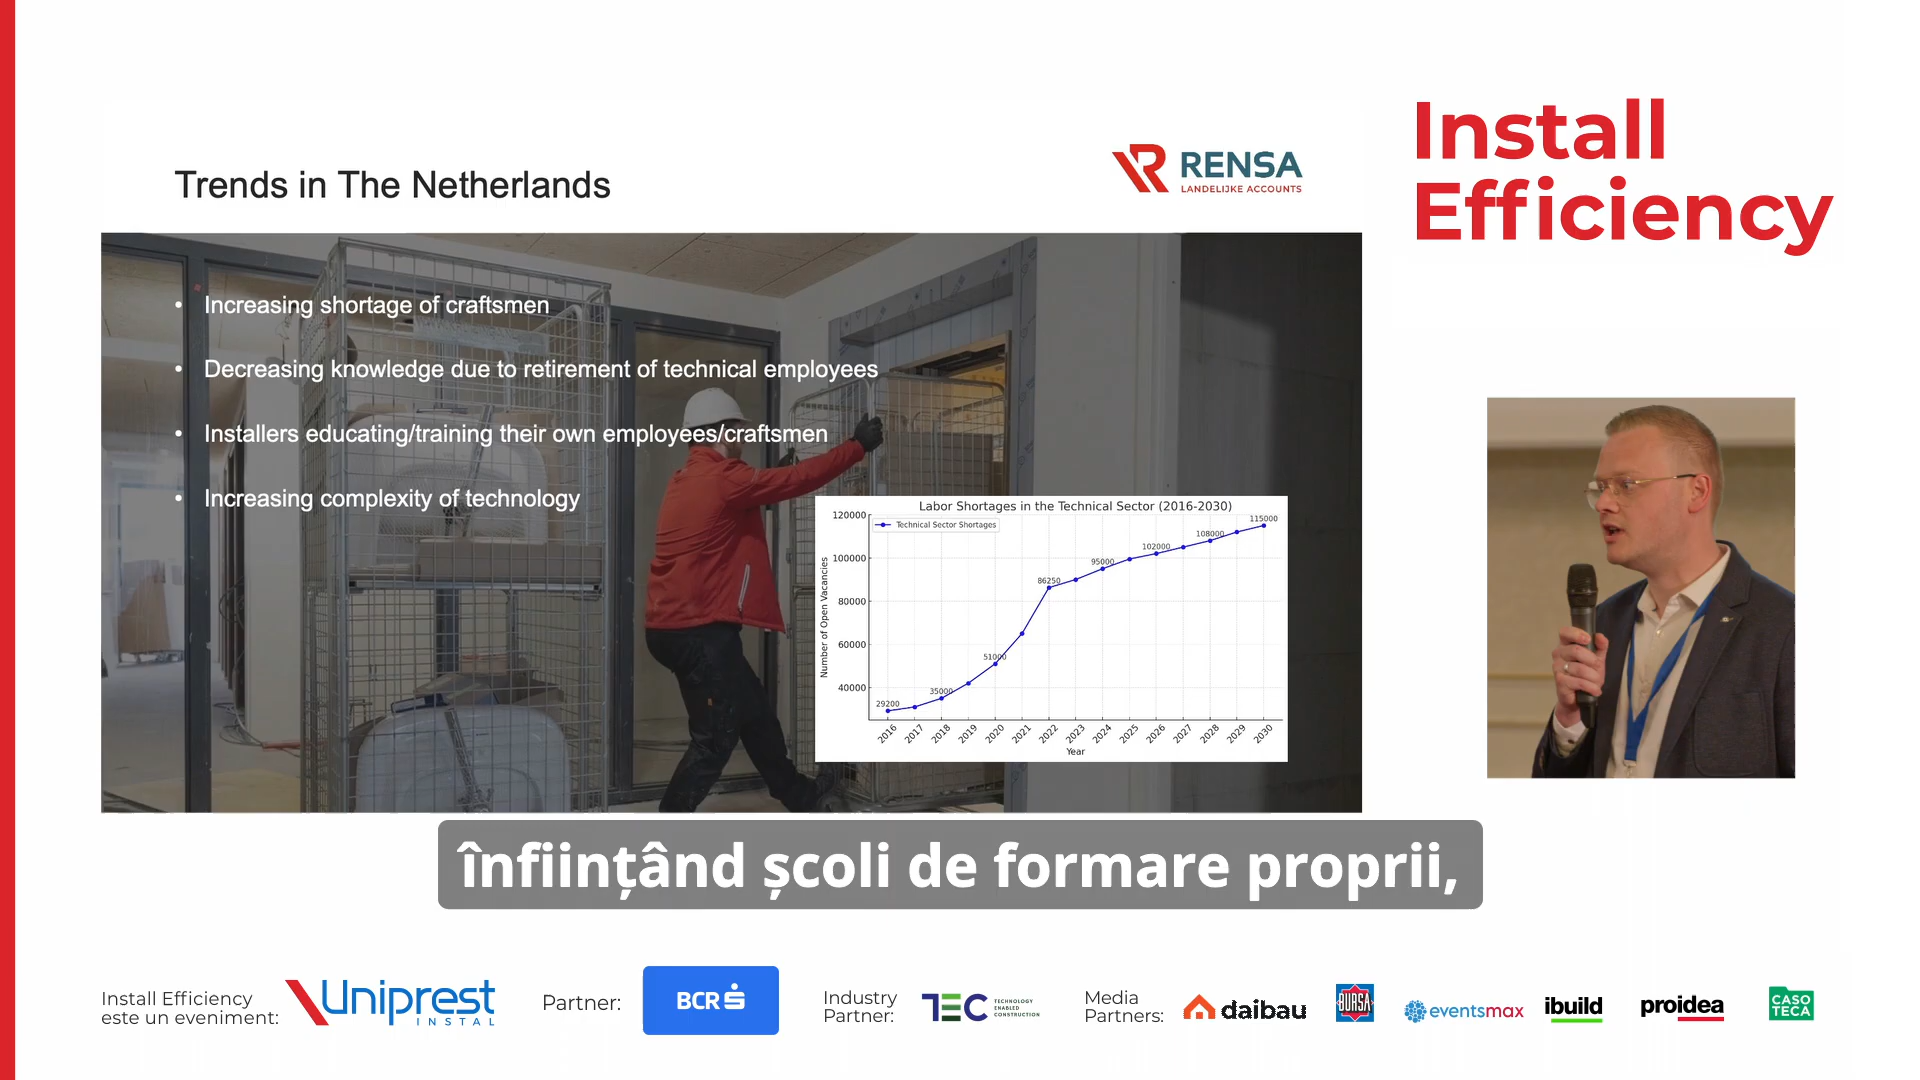 Install
Efficiency
Trends in The Netherlands
RENSA
LANDELIJKE ACCOUNTS
• Increasing shortage of craftsmen
• Decreasing knowledge due to retirement of technical employees
• Installers educating/training their own employees/craftsmen
• Increasing complexity of technology
Labor Shortages in the Technical Sector (2016-2030)
Technical Sector Shortages
Number of Open Vacancies
120000
100000
80000
60000
40000
29200
35000
51000
86250
95000
102000
108000
115000
2016 2017 2018 2019 2020 2021 2022 2023 2024 2025 2026 2027 2028 2029 2030
Year
înființând școli de formare proprii,
Install Efficiency
este un eveniment:
Uniprest
INSTAL
Partner:
BCR
Industry
Partner:
TEC
TECHNOLOGY
ENABLED
CONSTRUCTION
Media
Partners:
daibau
BURSA
eventsmax
ibuild
proidea
CASO
TECA